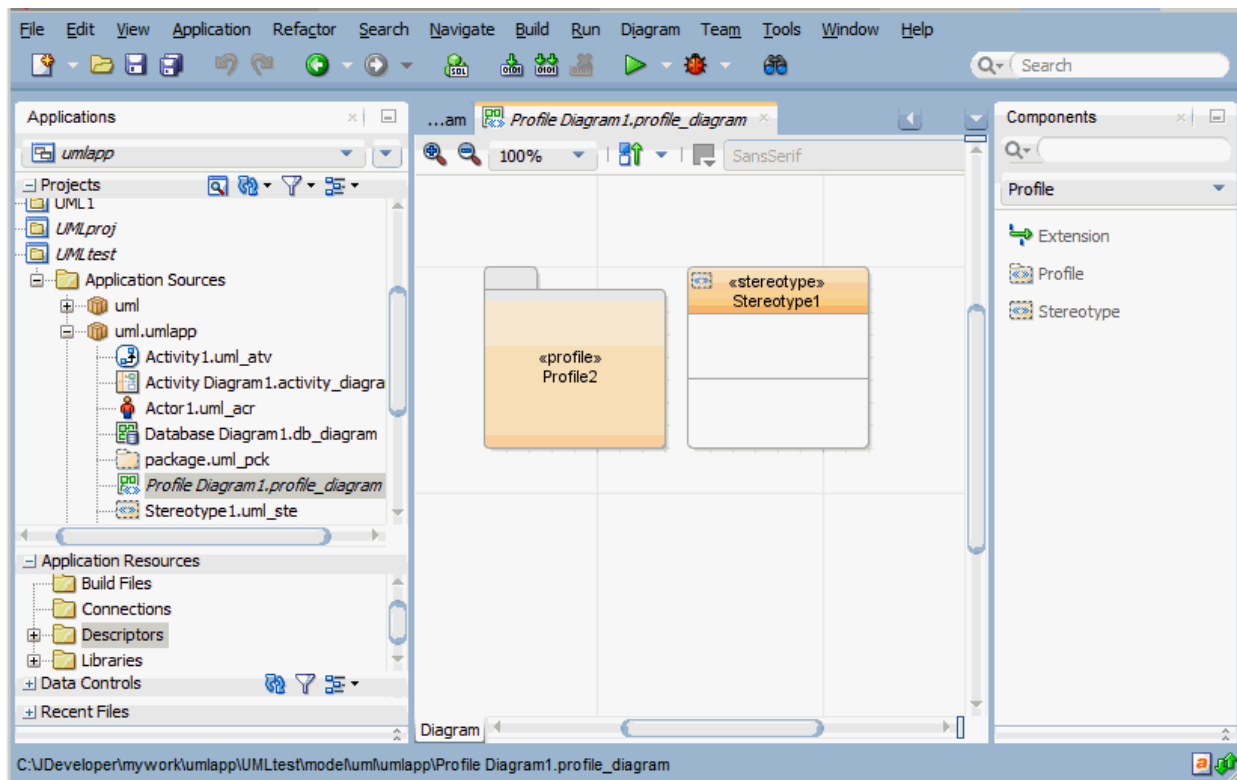 File Edit View Application Refactor Search Navigate Build Run Diagram Team Tools Window Help
SQL 0101 0101 Search
Applications
umlapp
Projects
UML1
UMLproj
UMLtest
Application Sources
uml
uml.umlapp
Activity1.uml_atv
Activity Diagram1.activity_diagra
Actor1.uml_acr
Database Diagram1.db_diagram
package.uml_pck
Profile Diagram1.profile_diagram
Stereotype1.uml_ste
Application Resources
Build Files
Connections
Descriptors
Libraries
Data Controls
Recent Files
...am Profile Diagram1.profile_diagram
100% SansSerif
«profile»
Profile2
«stereotype»
Stereotype1
Diagram
Components
Profile
Extension
Profile
Stereotype
C:\JDeveloper\mywork\umlapp\UMLtest\model\uml\umlapp\Profile Diagram1.profile_diagram
a